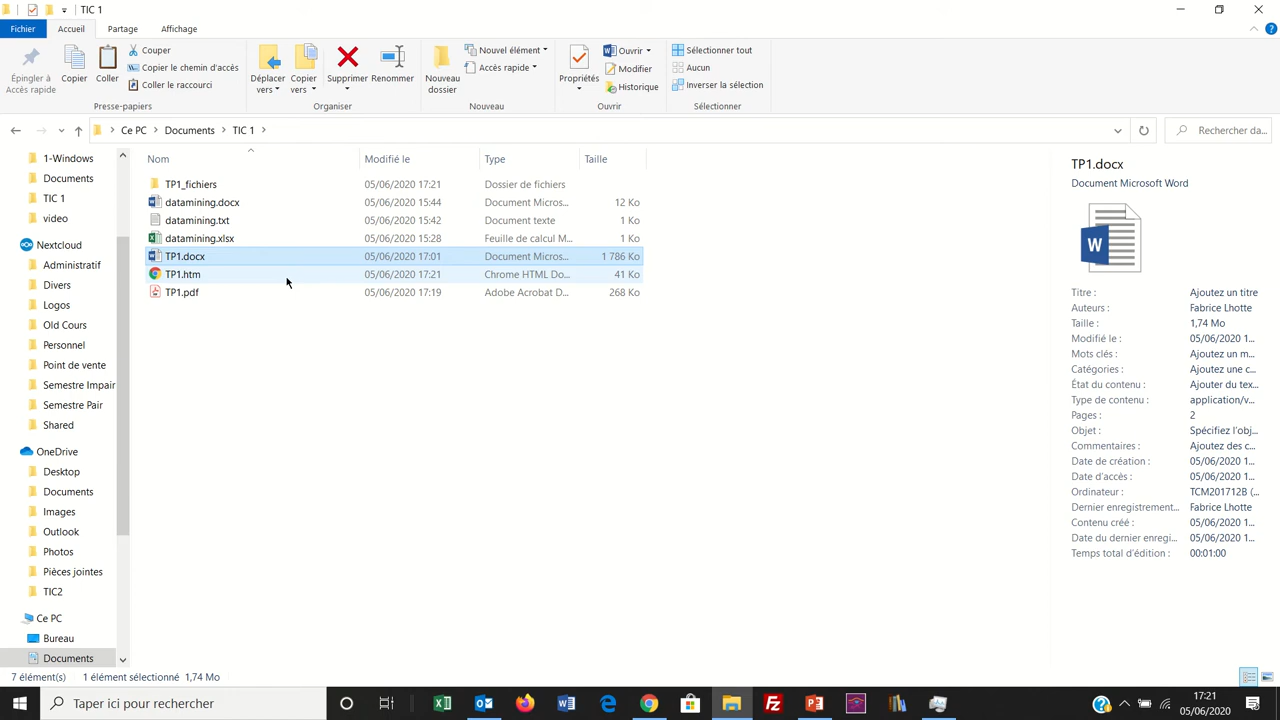 TIC 1
Fichier Accueil Partage Affichage
Épingler à Accès rapide
Copier
Coller
Couper
Copier le chemin d'accès
Coller le raccourci
Presse-papiers
Déplacer vers
Copier vers
Supprimer
Renommer
Organiser
Nouveau dossier
Nouvel élément
Accès rapide
Nouveau
Propriétés
Ouvrir
Modifier
Historique
Ouvrir
Sélectionner tout
Aucun
Inverser la sélection
Sélectionner
Ce PC > Documents > TIC 1 >
Rechercher da...
1-Windows
Documents
TIC 1
video
Nextcloud
Administratif
Divers
Logos
Old Cours
Personnel
Point de vente
Semestre Impair
Semestre Pair
Shared
OneDrive
Desktop
Documents
Images
Outlook
Photos
Pièces jointes
TIC2
Ce PC
Bureau
Documents
Nom Modifié le Type Taille
TP1_fichiers 05/06/2020 17:21 Dossier de fichiers
datamining.docx 05/06/2020 15:44 Document Micros... 12 Ko
datamining.txt 05/06/2020 15:42 Document texte 1 Ko
datamining.xlsx 05/06/2020 15:28 Feuille de calcul M... 1 Ko
TP1.docx 05/06/2020 17:01 Document Micros... 1 786 Ko
TP1.htm 05/06/2020 17:21 Chrome HTML Do... 41 Ko
TP1.pdf 05/06/2020 17:19 Adobe Acrobat D... 268 Ko
TP1.docx
Document Microsoft Word
Titre : Ajoutez un titre
Auteurs : Fabrice Lhotte
Taille : 1,74 Mo
Modifié le : 05/06/2020 1...
Mots clés : Ajoutez un m...
Catégories : Ajoutez une c...
État du contenu : Ajouter du tex...
Type de contenu : application/v...
Pages : 2
Objet : Spécifiez l'obj...
Commentaires : Ajoutez des c...
Date de création : 05/06/2020 1...
Date d'accès : 05/06/2020 1...
Ordinateur : TCM201712B (...
Dernier enregistrement... Fabrice Lhotte
Contenu créé : 05/06/2020 1...
Date du dernier enregi... 05/06/2020 1...
Temps total d'édition : 00:01:00
7 élément(s) 1 élément sélectionné 1,74 Mo
Taper ici pour rechercher
17:21
05/06/2020